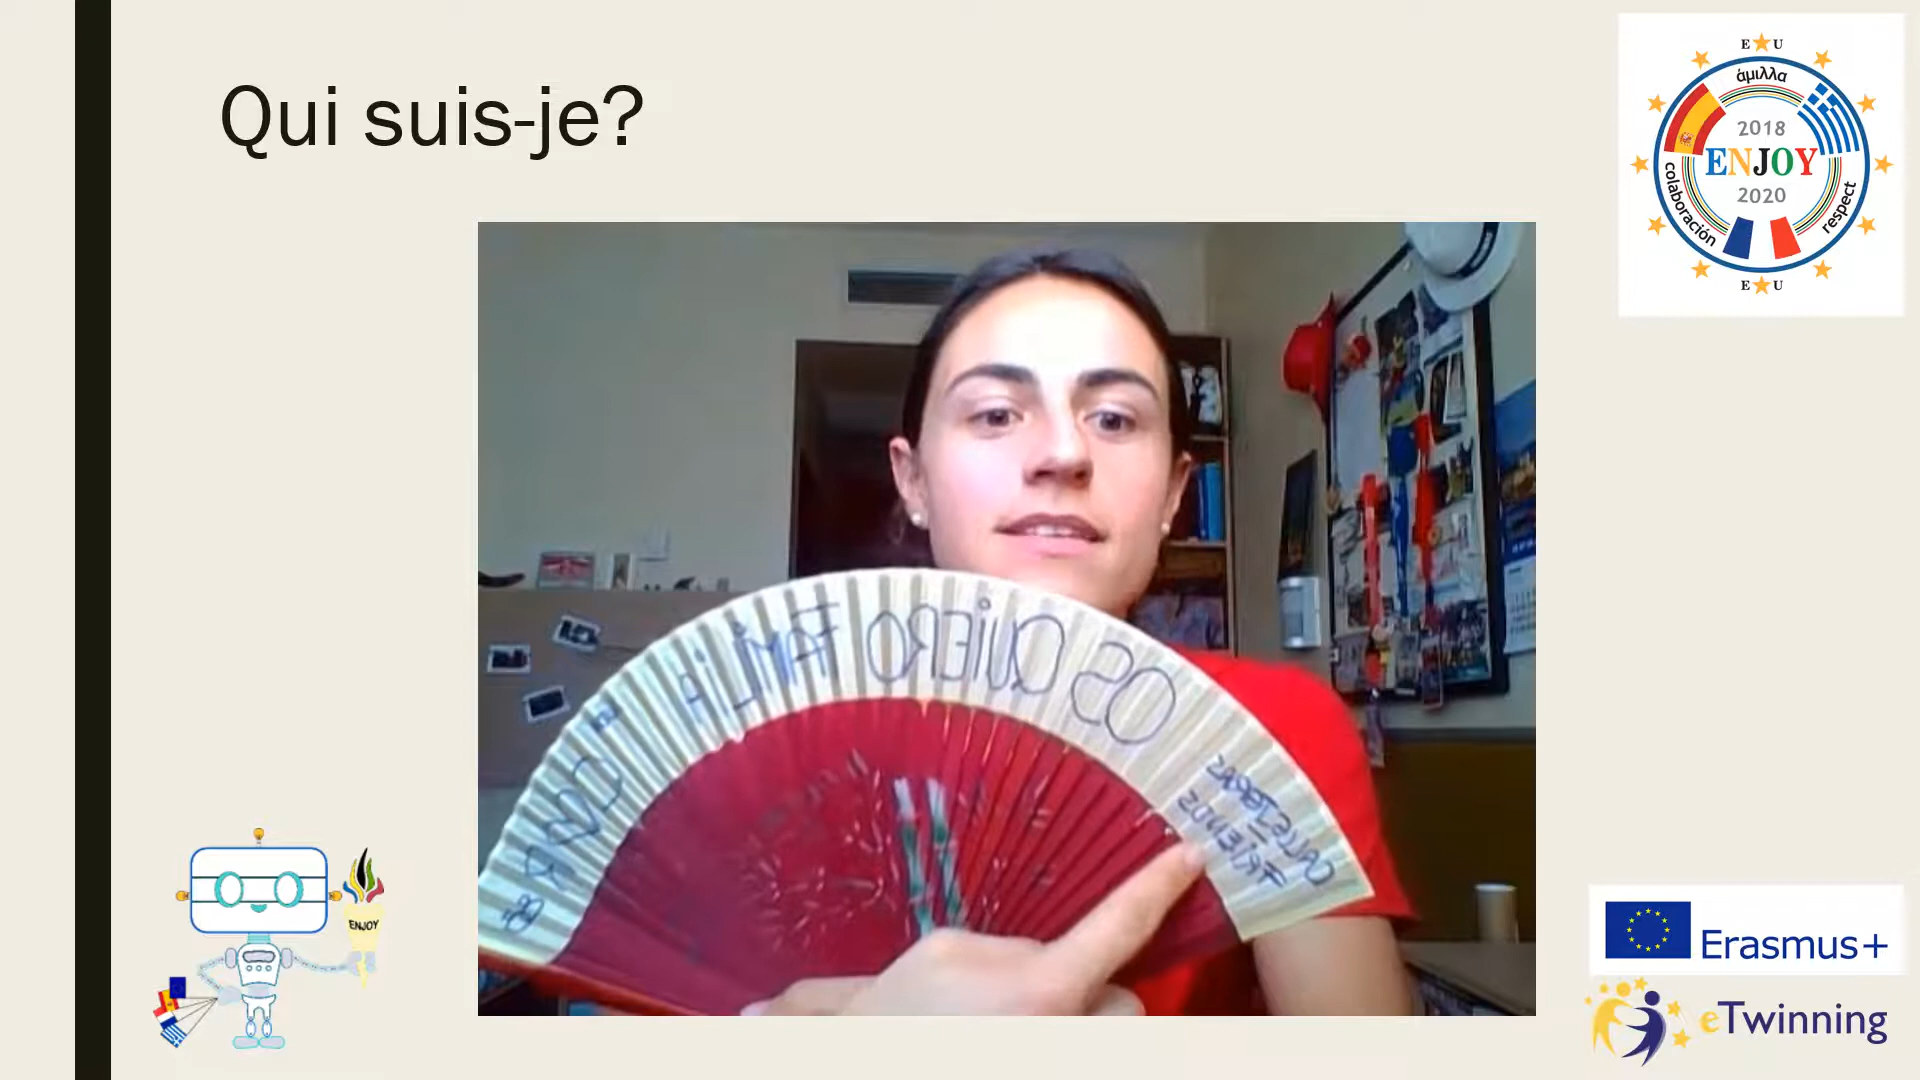 Qui suis-je?
E U
άμιλλα
2018
ENJOY
2020
colaboración
respect
E U
OS QUIERO FAMILIA
ENJOY
Erasmus+
eTwinning